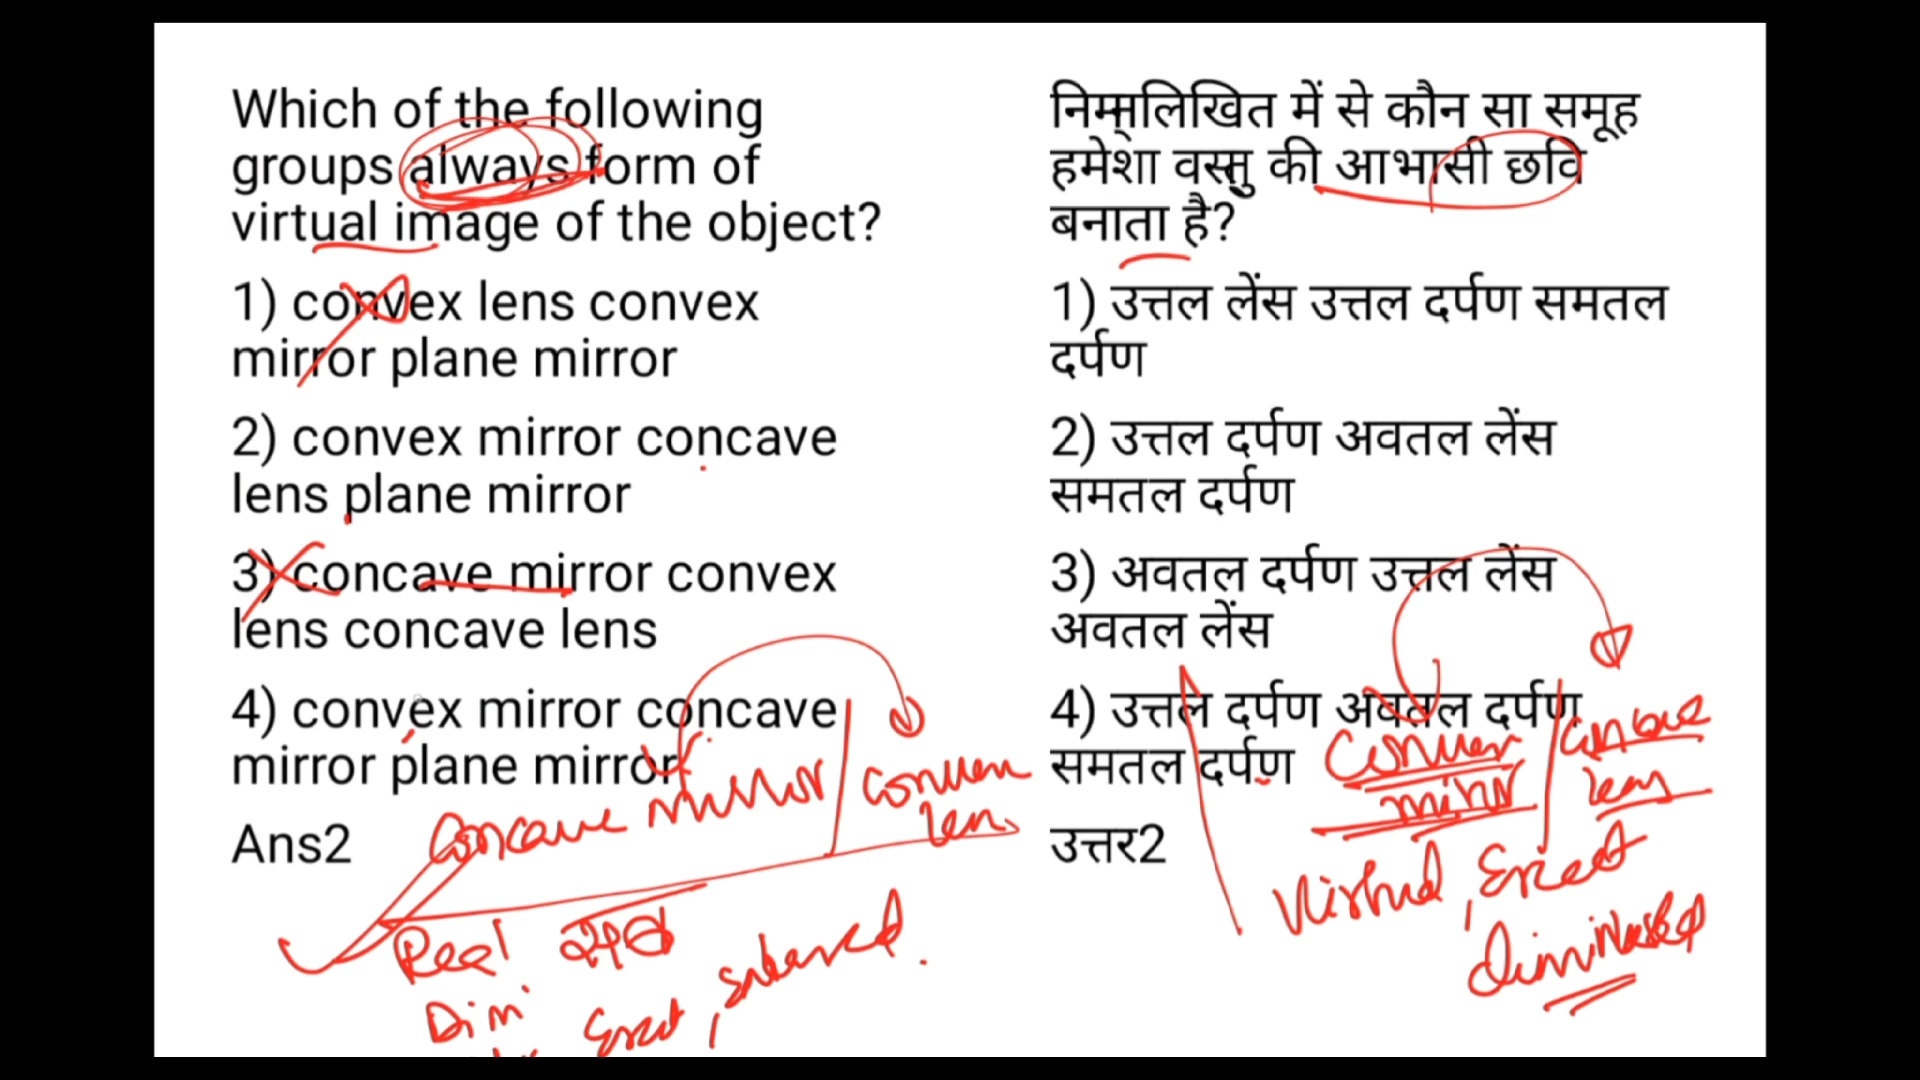 Which of the following
groups always form of
virtual image of the object?
1) convex lens convex
mirror plane mirror
2) convex mirror concave
lens plane mirror
3) concave mirror convex
lens concave lens
4) convex mirror concave
mirror plane mirror
Ans2
निम्म्नलिखित में से कौन सा समूह
हमेशा वस्तु की आभासी छवि
बनाता है?
1) उत्तल लेंस उत्तल दर्पण समतल
दर्पण
2) उत्तल दर्पण अवतल लेंस
समतल दर्पण
3) अवतल दर्पण उत्तल लेंस
अवतल लेंस
4) उत्तल दर्पण अवतल दर्पण
समतल दर्पण
उत्तर2
Concave mirror
convex
lens
Real
Dim
Erect,
Convex
mirror
concave
lens
Virtual, Erect
diminished